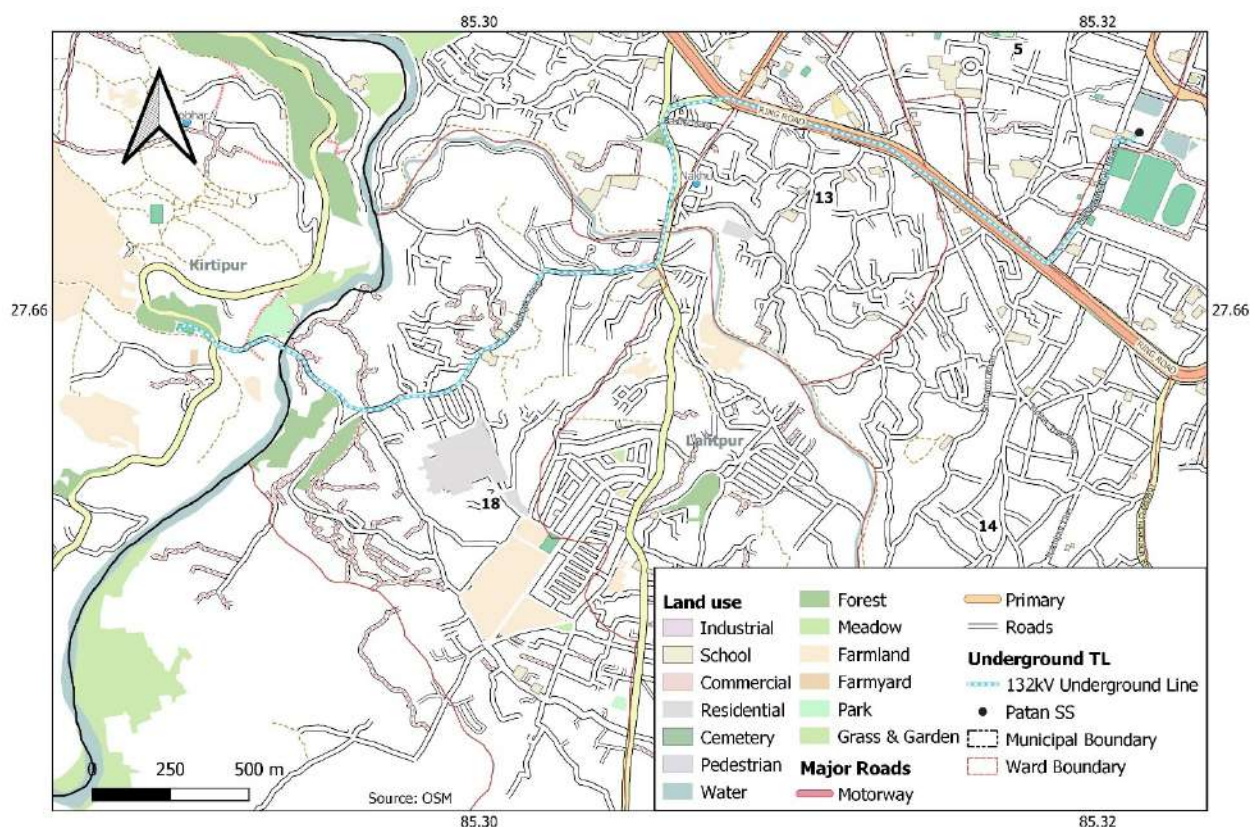 85.30
85.32
5
RING ROAD
Nakhu
13
Kirtipur
27.66
27.66
RING ROAD
Lalitpur
18
14
Land use
Industrial
School
Commercial
Residential
Cemetery
Pedestrian
Water
Forest
Meadow
Farmland
Farmyard
Park
Grass & Garden
Major Roads
Motorway
Primary
Roads
Underground TL
132kV Underground Line
Patan SS
Municipal Boundary
Ward Boundary
0 250 500 m
Source: OSM
85.30
85.32